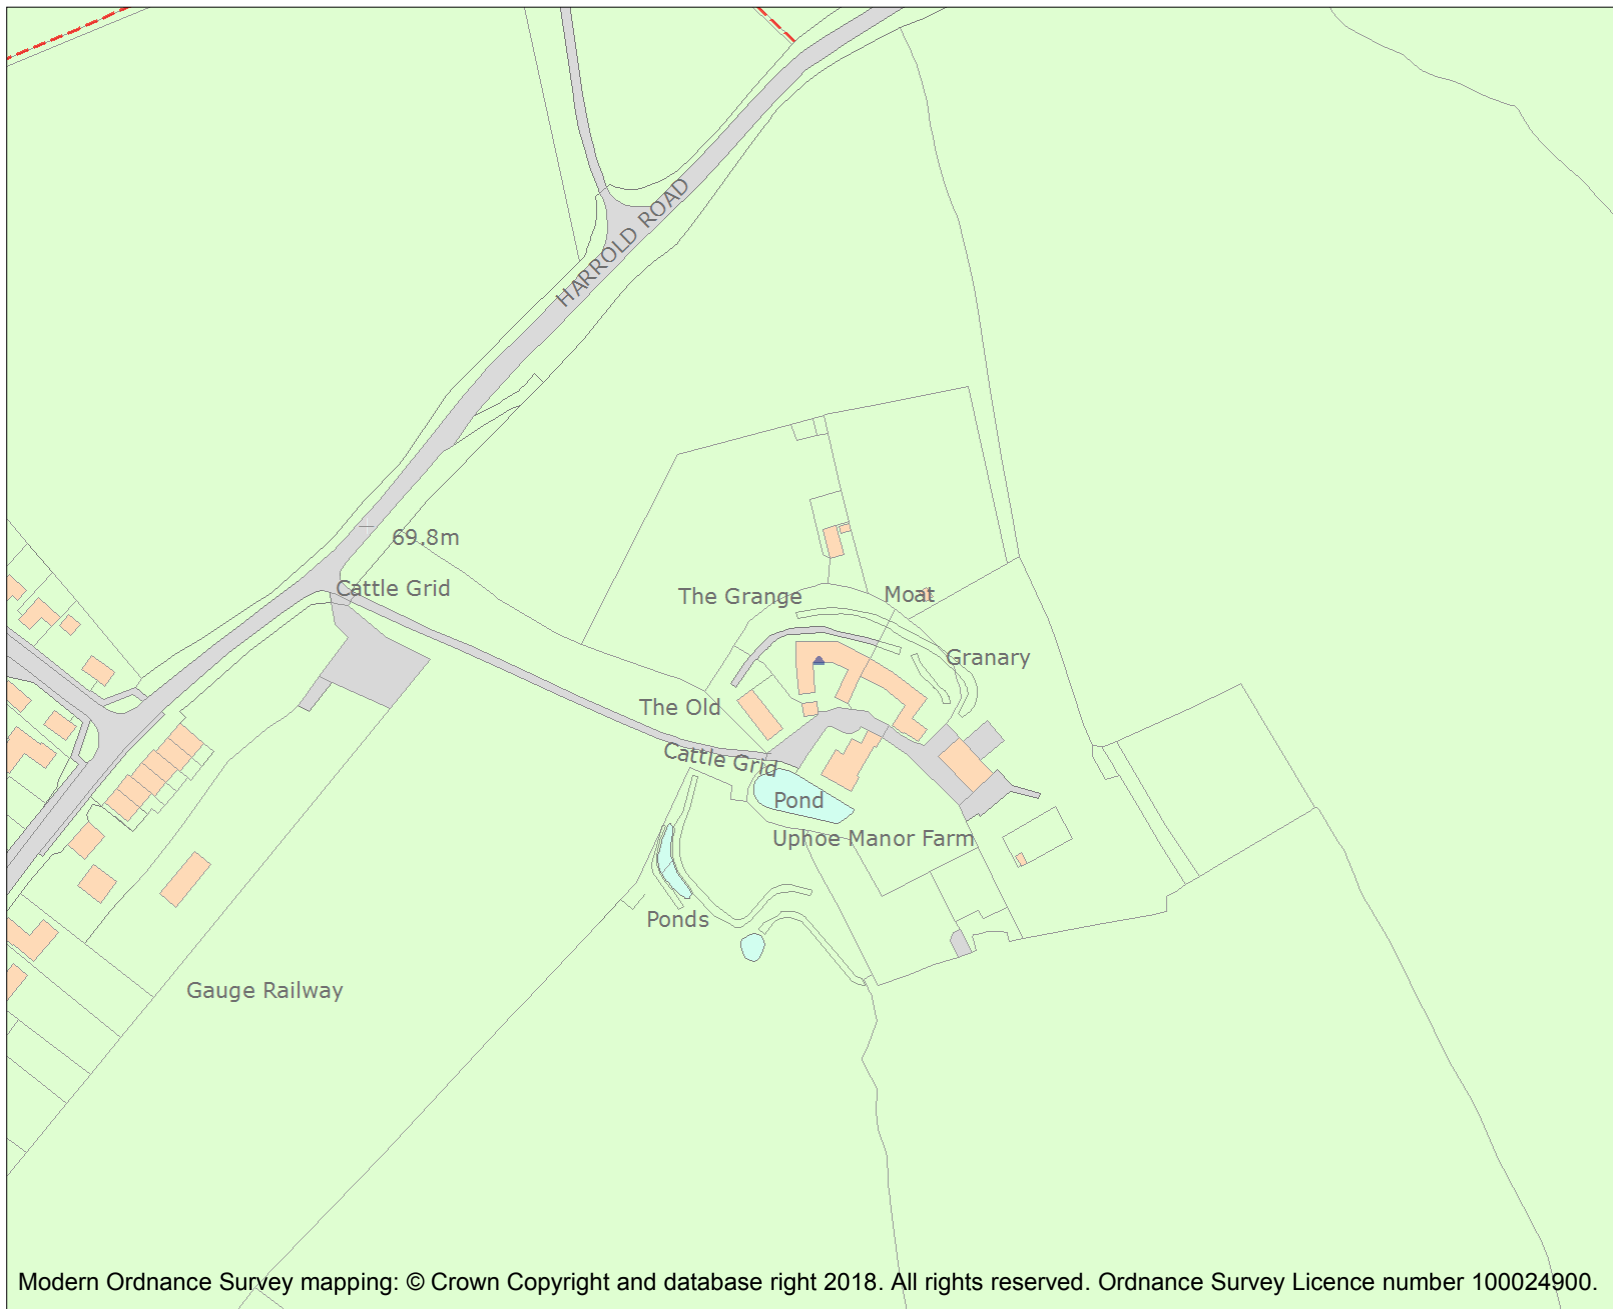 HARROLD ROAD
69.8m
Cattle Grid
The Grange
Moat
Granary
The Old
Cattle Grid
Pond
Uphoe Manor Farm
Ponds
Gauge Railway
Modern Ordnance Survey mapping: © Crown Copyright and database right 2018. All rights reserved. Ordnance Survey Licence number 100024900.